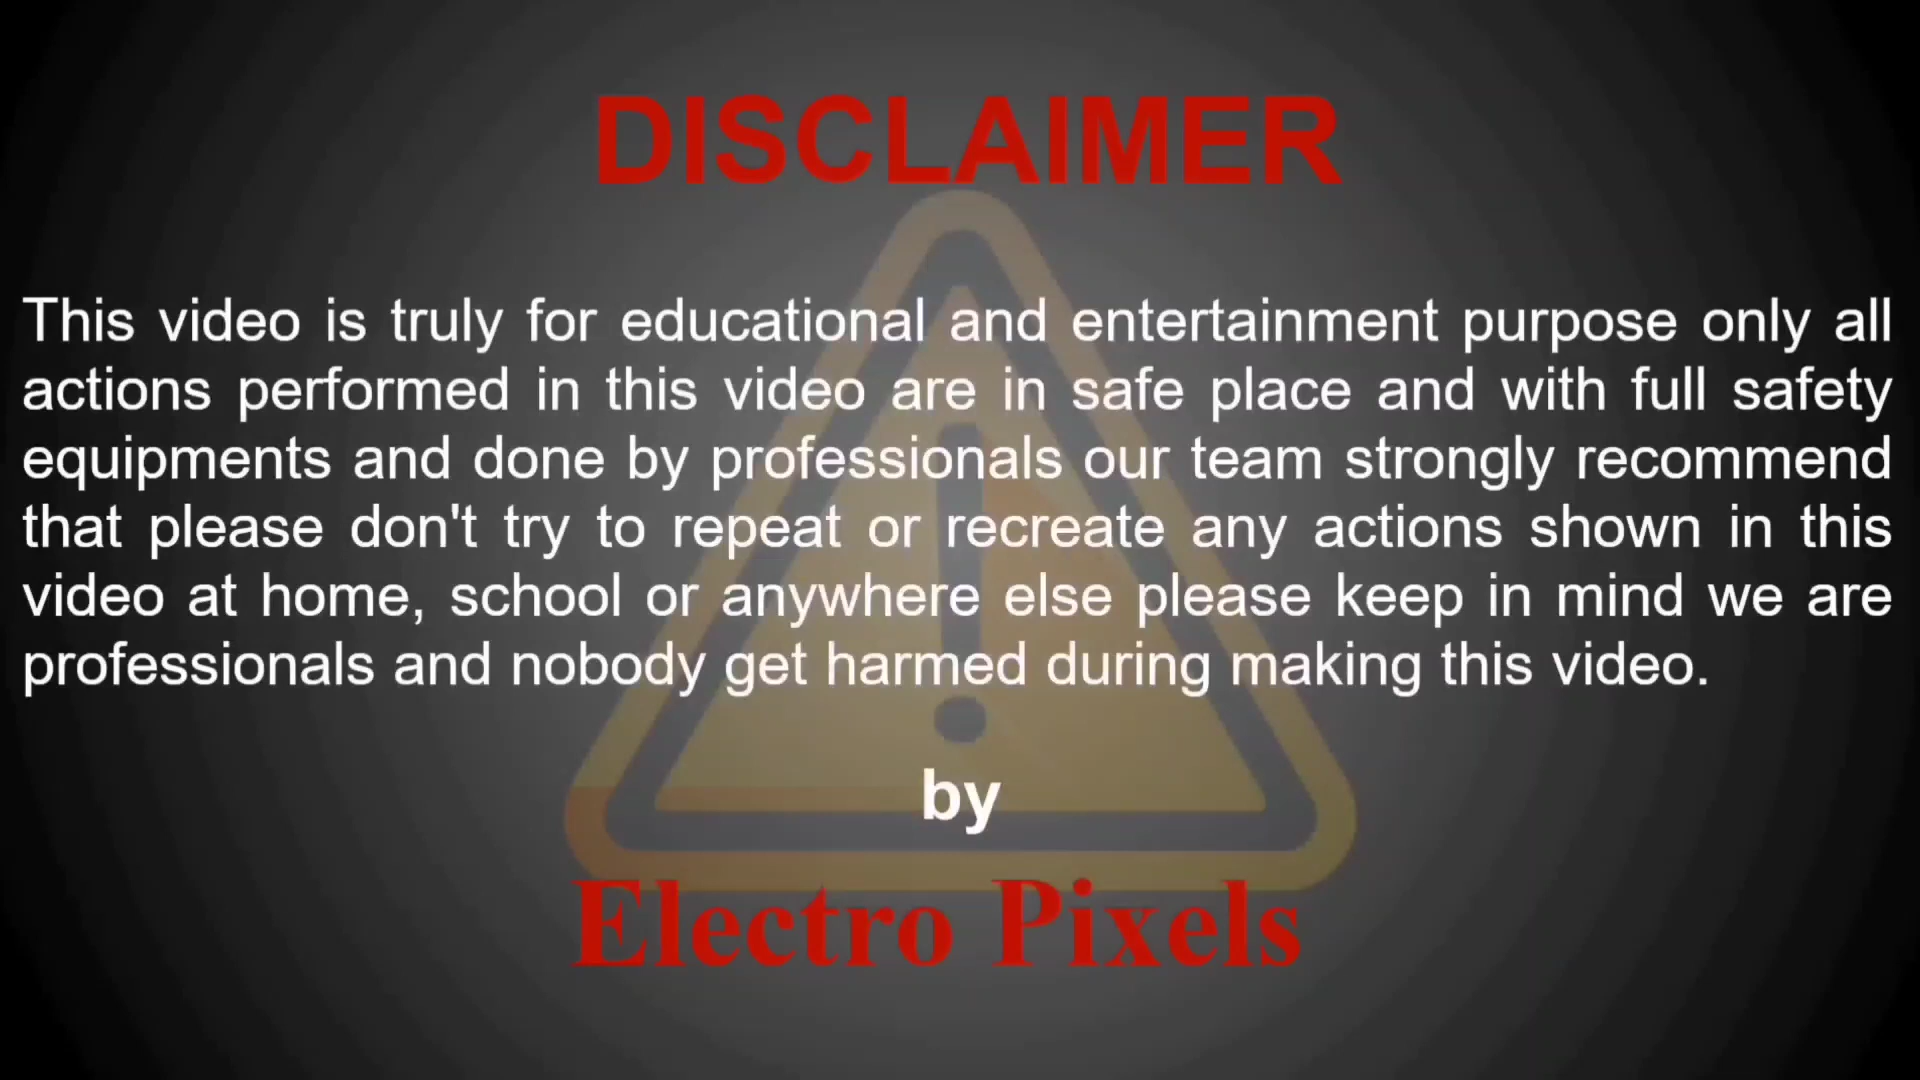 DISCLAIMER
This video is truly for educational and entertainment purpose only all
actions performed in this video are in safe place and with full safety
equipments and done by professionals our team strongly recommend
that please don't try to repeat or recreate any actions shown in this
video at home, school or anywhere else please keep in mind we are
professionals and nobody get harmed during making this video.
by
Electro Pixels